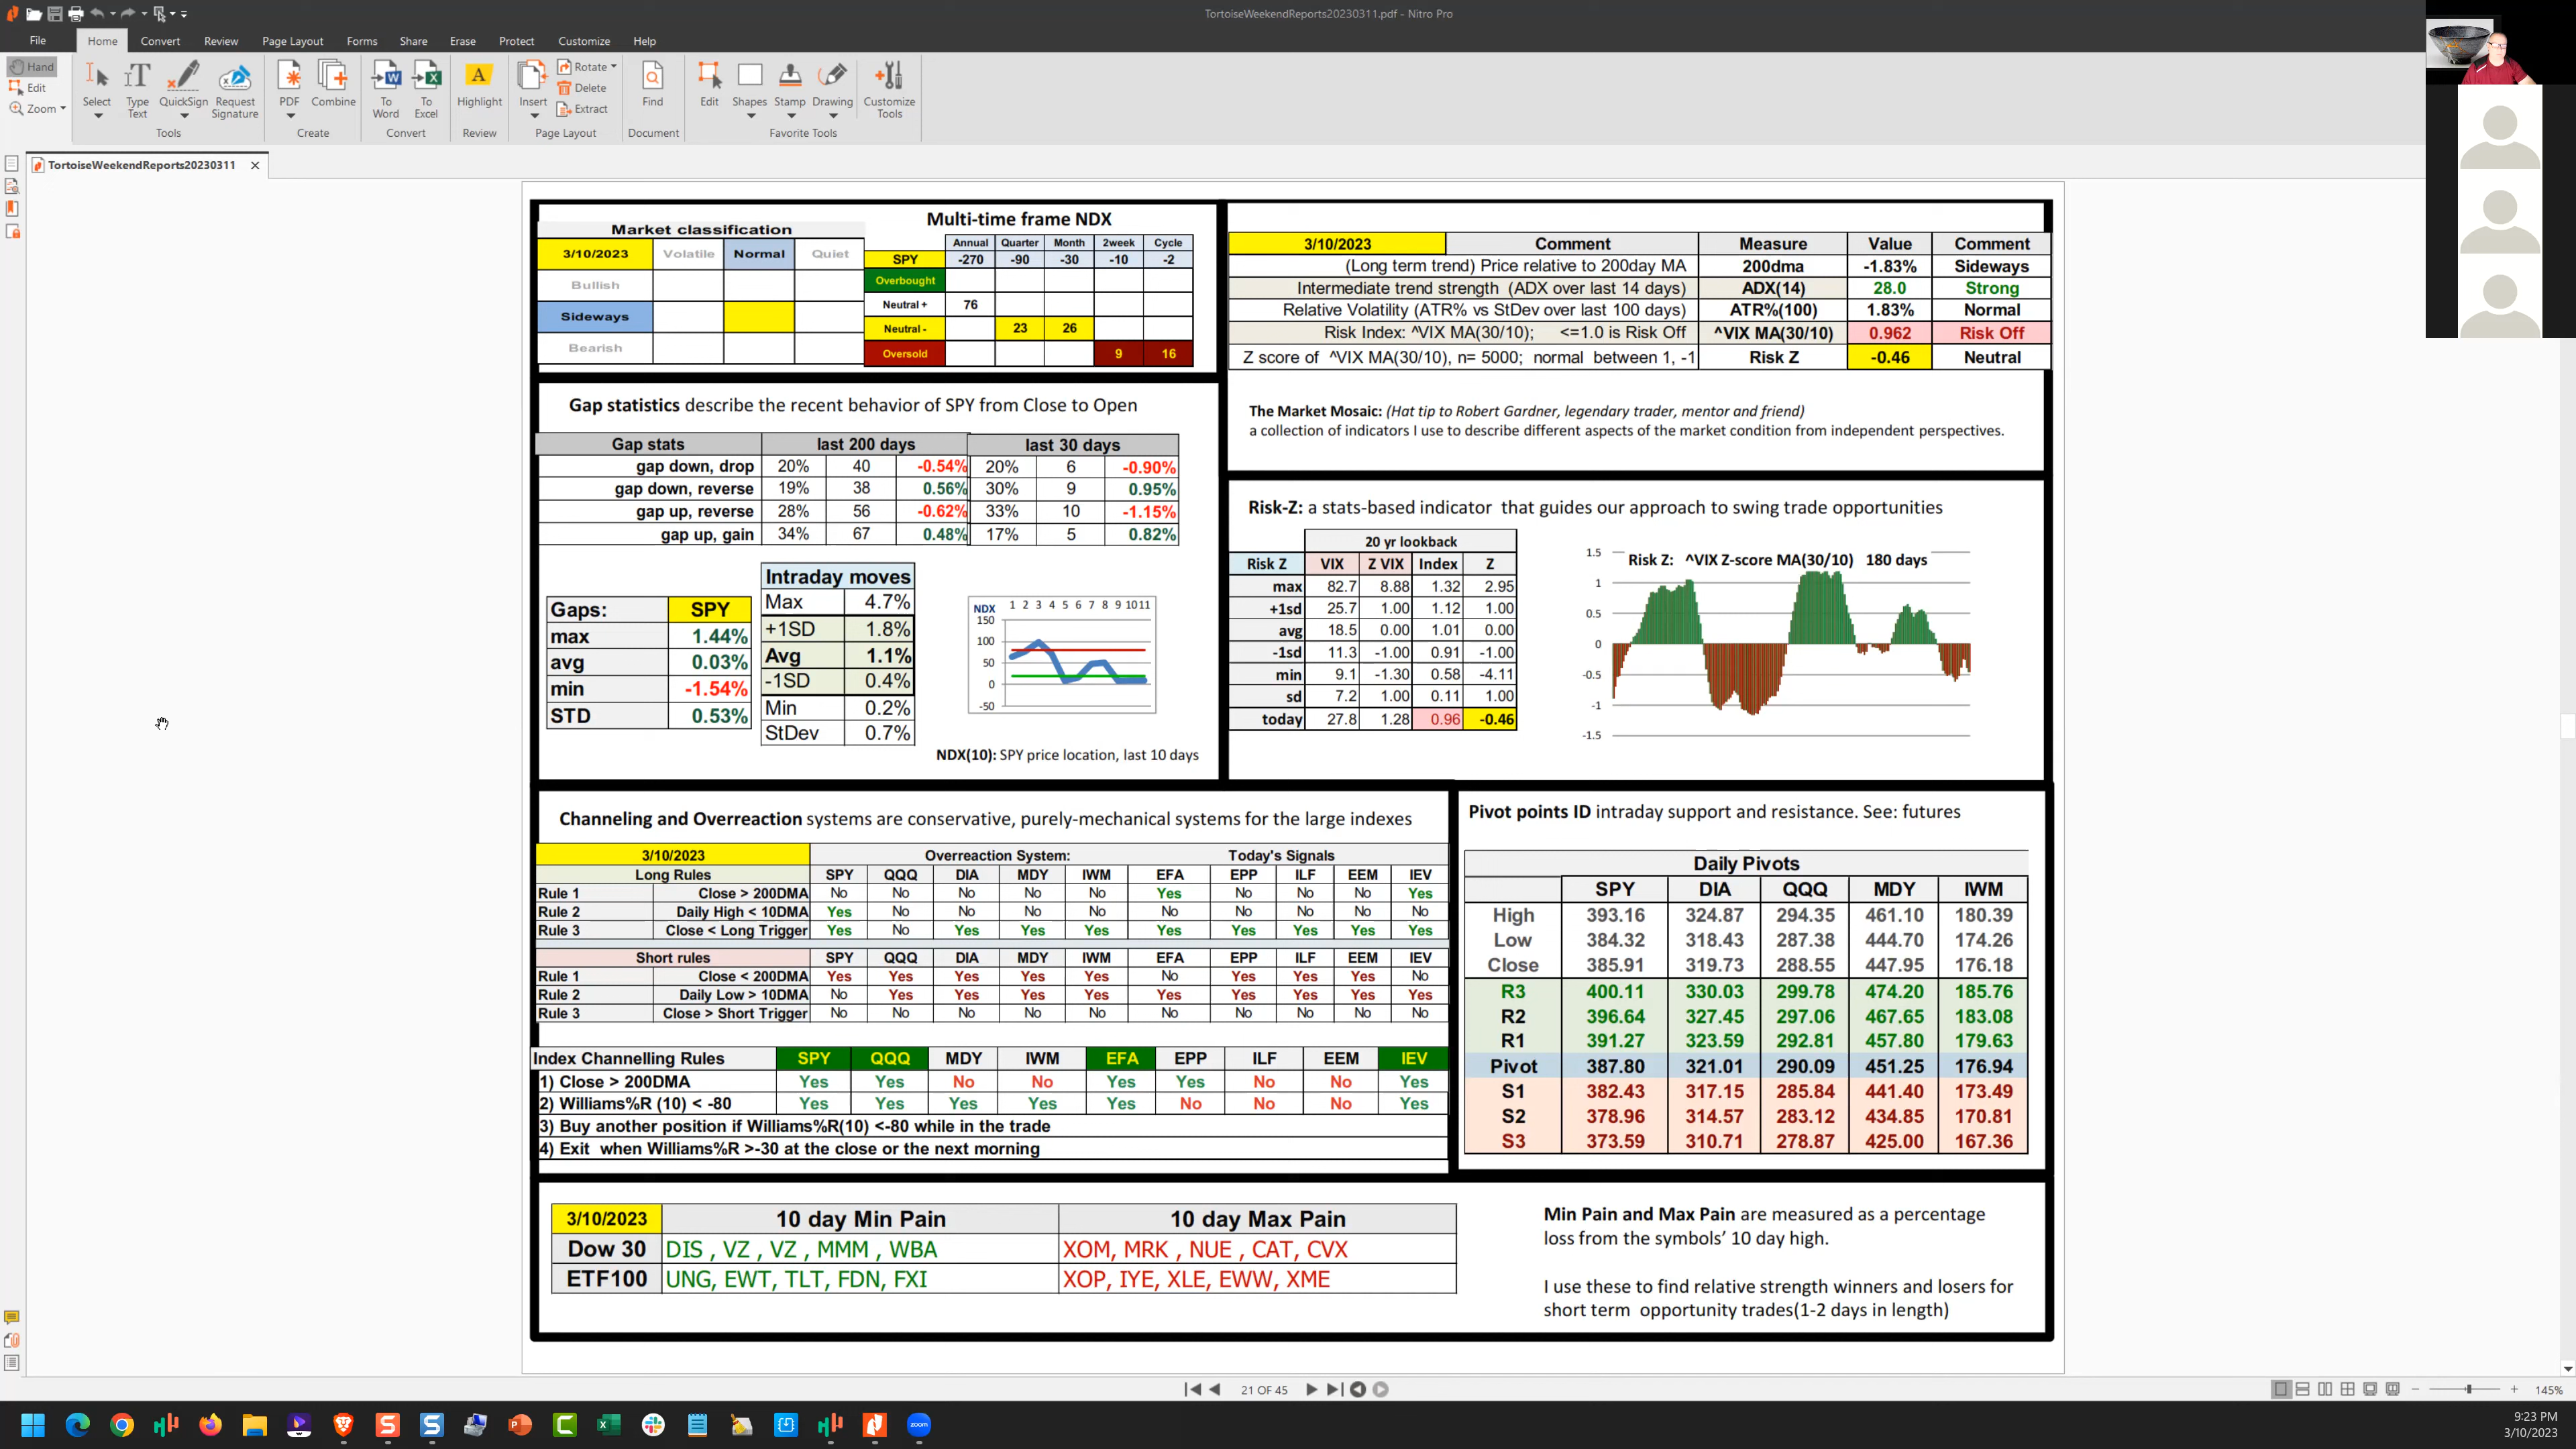 TortoiseWeekendReports20230311.pdf - Nitro Pro
File Home Convert Review Page Layout Forms Share Erase Protect Customize Help
Hand
Edit
Zoom
Select
Type Text
QuickSign
Request Signature
Tools
PDF
Combine
Create
To Word
To Excel
Convert
Highlight
Review
Insert
Rotate
Delete
Extract
Page Layout
Find
Document
Edit
Shapes
Stamp
Drawing
Customize Tools
Favorite Tools
TortoiseWeekendReports20230311
Market classification
3/10/2023 Volatile Normal Quiet
Bullish
Sideways
Bearish
Multi-time frame NDX
Annual Quarter Month 2week Cycle
SPY -270 -90 -30 -10 -2
Overbought
Neutral + 76
Neutral - 23 26
Oversold 9 16
3/10/2023 Comment Measure Value Comment
(Long term trend) Price relative to 200day MA 200dma -1.83% Sideways
Intermediate trend strength (ADX over last 14 days) ADX(14) 28.0 Strong
Relative Volatility (ATR% vs StDev over last 100 days) ATR%(100) 1.83% Normal
Risk Index: ^VIX MA(30/10); <=1.0 is Risk Off ^VIX MA(30/10) 0.962 Risk Off
Z score of ^VIX MA(30/10), n= 5000; normal between 1, -1 Risk Z -0.46 Neutral
The Market Mosaic: (Hat tip to Robert Gardner, legendary trader, mentor and friend)
a collection of indicators I use to describe different aspects of the market condition from independent perspectives.
Gap statistics describe the recent behavior of SPY from Close to Open
Gap stats last 200 days last 30 days
gap down, drop 20% 40 -0.54% 20% 6 -0.90%
gap down, reverse 19% 38 0.56% 30% 9 0.95%
gap up, reverse 28% 56 -0.62% 33% 10 -1.15%
gap up, gain 34% 67 0.48% 17% 5 0.82%
Gaps: SPY
max 1.44%
avg 0.03%
min -1.54%
STD 0.53%
Intraday moves
Max 4.7%
+1SD 1.8%
Avg 1.1%
-1SD 0.4%
Min 0.2%
StDev 0.7%
NDX 1 2 3 4 5 6 7 8 9 10 11
150
100
50
0
-50
NDX(10): SPY price location, last 10 days
Risk-Z: a stats-based indicator that guides our approach to swing trade opportunities
20 yr lookback
Risk Z VIX Z VIX Index Z
max 82.7 8.88 1.32 2.95
+1sd 25.7 1.00 1.12 1.00
avg 18.5 0.00 1.01 0.00
-1sd 11.3 -1.00 0.91 -1.00
min 9.1 -1.30 0.58 -4.11
sd 7.2 1.00 0.11 1.00
today 27.8 1.28 0.96 -0.46
Risk Z: ^VIX Z-score MA(30/10) 180 days
1.5
1
0.5
0
-0.5
-1
-1.5
Channeling and Overreaction systems are conservative, purely-mechanical systems for the large indexes
3/10/2023 Overreaction System: Today's Signals
Long Rules SPY QQQ DIA MDY IWM EFA EPP ILF EEM IEV
Rule 1 Close > 200DMA No No No No No Yes No No No Yes
Rule 2 Daily High < 10DMA Yes No No No No No No No No No
Rule 3 Close < Long Trigger Yes No Yes Yes Yes Yes Yes Yes Yes Yes
Short rules SPY QQQ DIA MDY IWM EFA EPP ILF EEM IEV
Rule 1 Close < 200DMA Yes Yes Yes Yes Yes No Yes Yes Yes No
Rule 2 Daily Low > 10DMA No Yes Yes Yes Yes Yes Yes Yes Yes Yes
Rule 3 Close > Short Trigger No No No No No No No No No No
Index Channelling Rules SPY QQQ MDY IWM EFA EPP ILF EEM IEV
1) Close > 200DMA Yes Yes No No Yes Yes No No Yes
2) Williams%R (10) < -80 Yes Yes Yes Yes Yes No No No Yes
3) Buy another position if Williams%R(10) <-80 while in the trade
4) Exit when Williams%R >-30 at the close or the next morning
Pivot points ID intraday support and resistance. See: futures
Daily Pivots
SPY DIA QQQ MDY IWM
High 393.16 324.87 294.35 461.10 180.39
Low 384.32 318.43 287.38 444.70 174.26
Close 385.91 319.73 288.55 447.95 176.18
R3 400.11 330.03 299.78 474.20 185.76
R2 396.64 327.45 297.06 467.65 183.08
R1 391.27 323.59 292.81 457.80 179.63
Pivot 387.80 321.01 290.09 451.25 176.94
S1 382.43 317.15 285.84 441.40 173.49
S2 378.96 314.57 283.12 434.85 170.81
S3 373.59 310.71 278.87 425.00 167.36
3/10/2023 10 day Min Pain 10 day Max Pain
Dow 30 DIS , VZ , VZ , MMM , WBA XOM, MRK , NUE , CAT, CVX
ETF100 UNG, EWT, TLT, FDN, FXI XOP, IYE, XLE, EWW, XME
Min Pain and Max Pain are measured as a percentage
loss from the symbols' 10 day high.
I use these to find relative strength winners and losers for
short term opportunity trades(1-2 days in length)
21 OF 45
145%
zoom
9:23 PM
3/10/2023